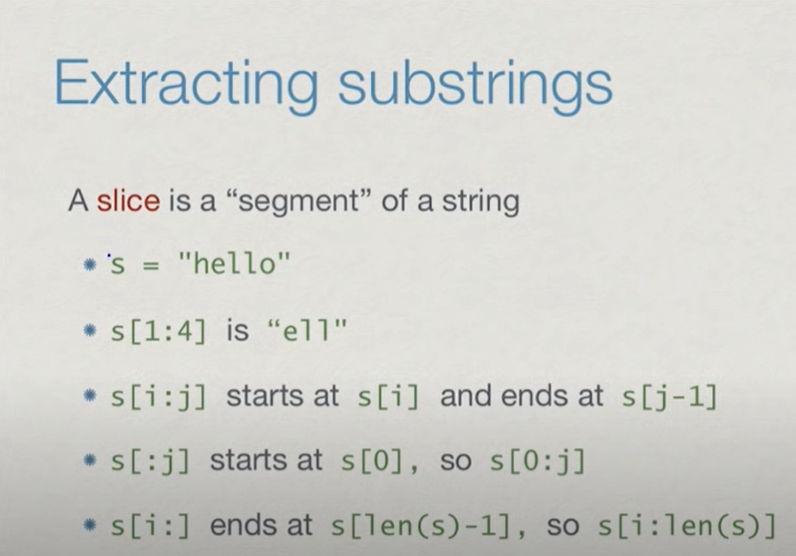 Extracting substrings
A slice is a “segment” of a string
s = "hello"
s[1:4] is “ell"
s[i:j] starts at s[i] and ends at s[j-1]
s[:j] starts at s[0], so s[0:j]
s[i:] ends at s[len(s)-1], so s[i:len(s)]